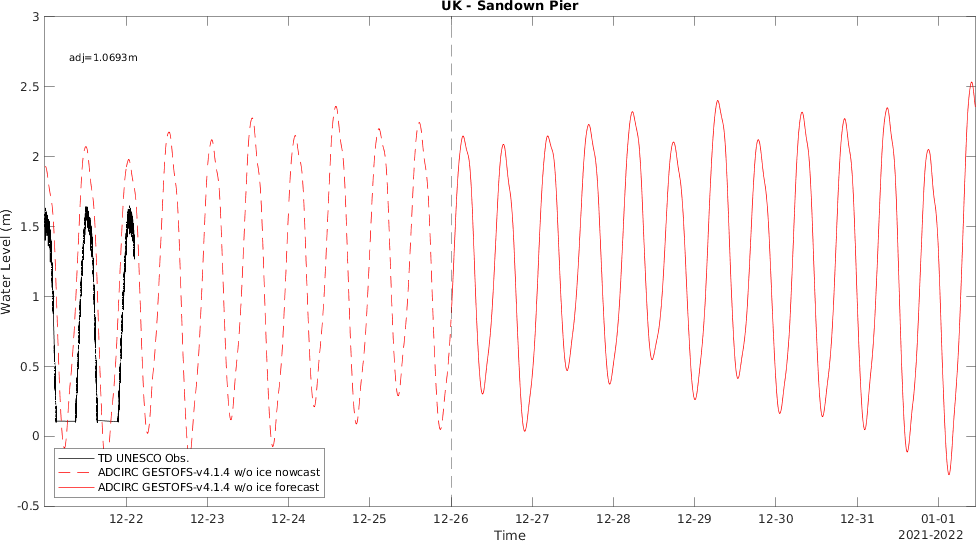 UK - Sandown Pier
adj=1.0693m
Water Level (m)
3
2.5
2
1.5
1
0.5
0
-0.5
TD UNESCO Obs.
ADCIRC GESTOFS-v4.1.4 w/o ice nowcast
ADCIRC GESTOFS-v4.1.4 w/o ice forecast
12-22 12-23 12-24 12-25 12-26 12-27 12-28 12-29 12-30 12-31 01-01
Time
2021-2022